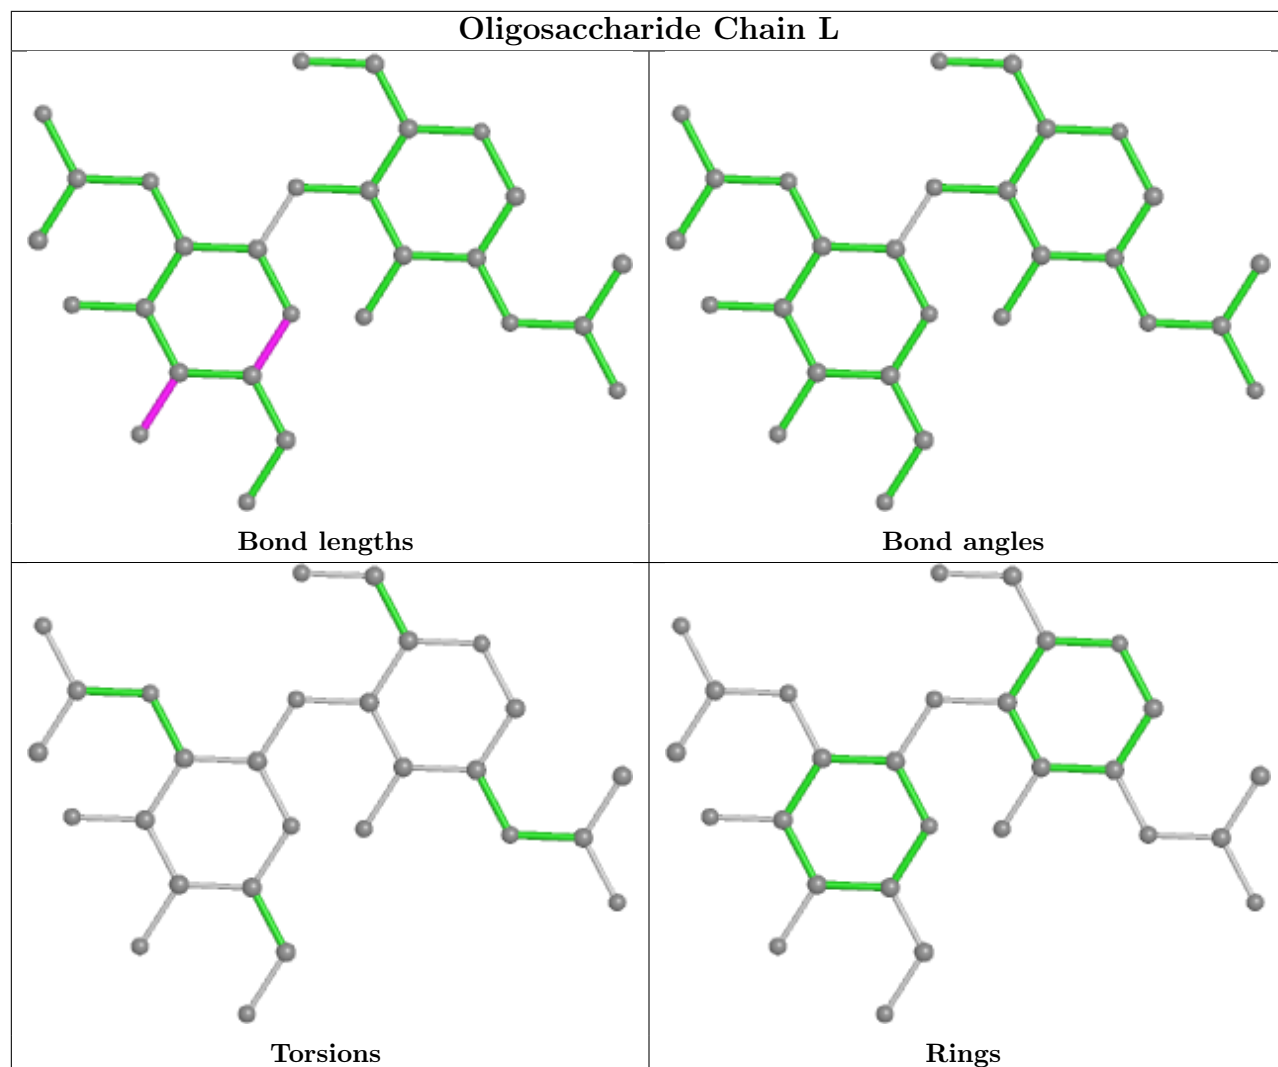 Oligosaccharide Chain L
Bond lengths
Bond angles
Torsions
Rings